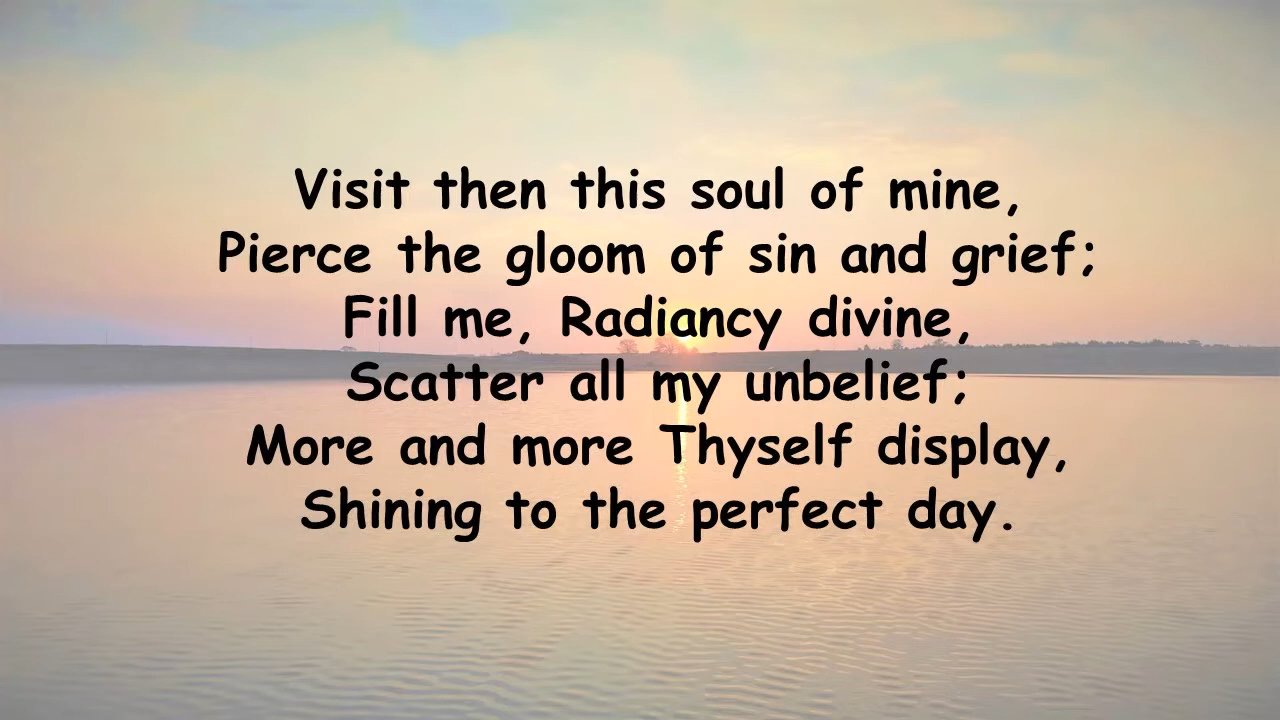 Visit then this soul of mine,
Pierce the gloom of sin and grief;
Fill me, Radiancy divine,
Scatter all my unbelief;
More and more Thyself display,
Shining to the perfect day.